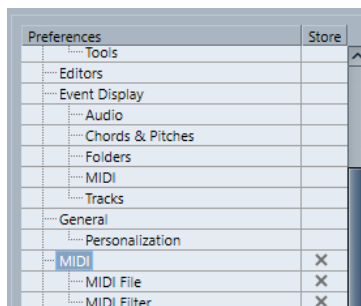 Preferences Store
Tools
Editors
Event Display
Audio
Chords & Pitches
Folders
MIDI
Tracks
General
Personalization
MIDI
MIDI File
MIDI Filter